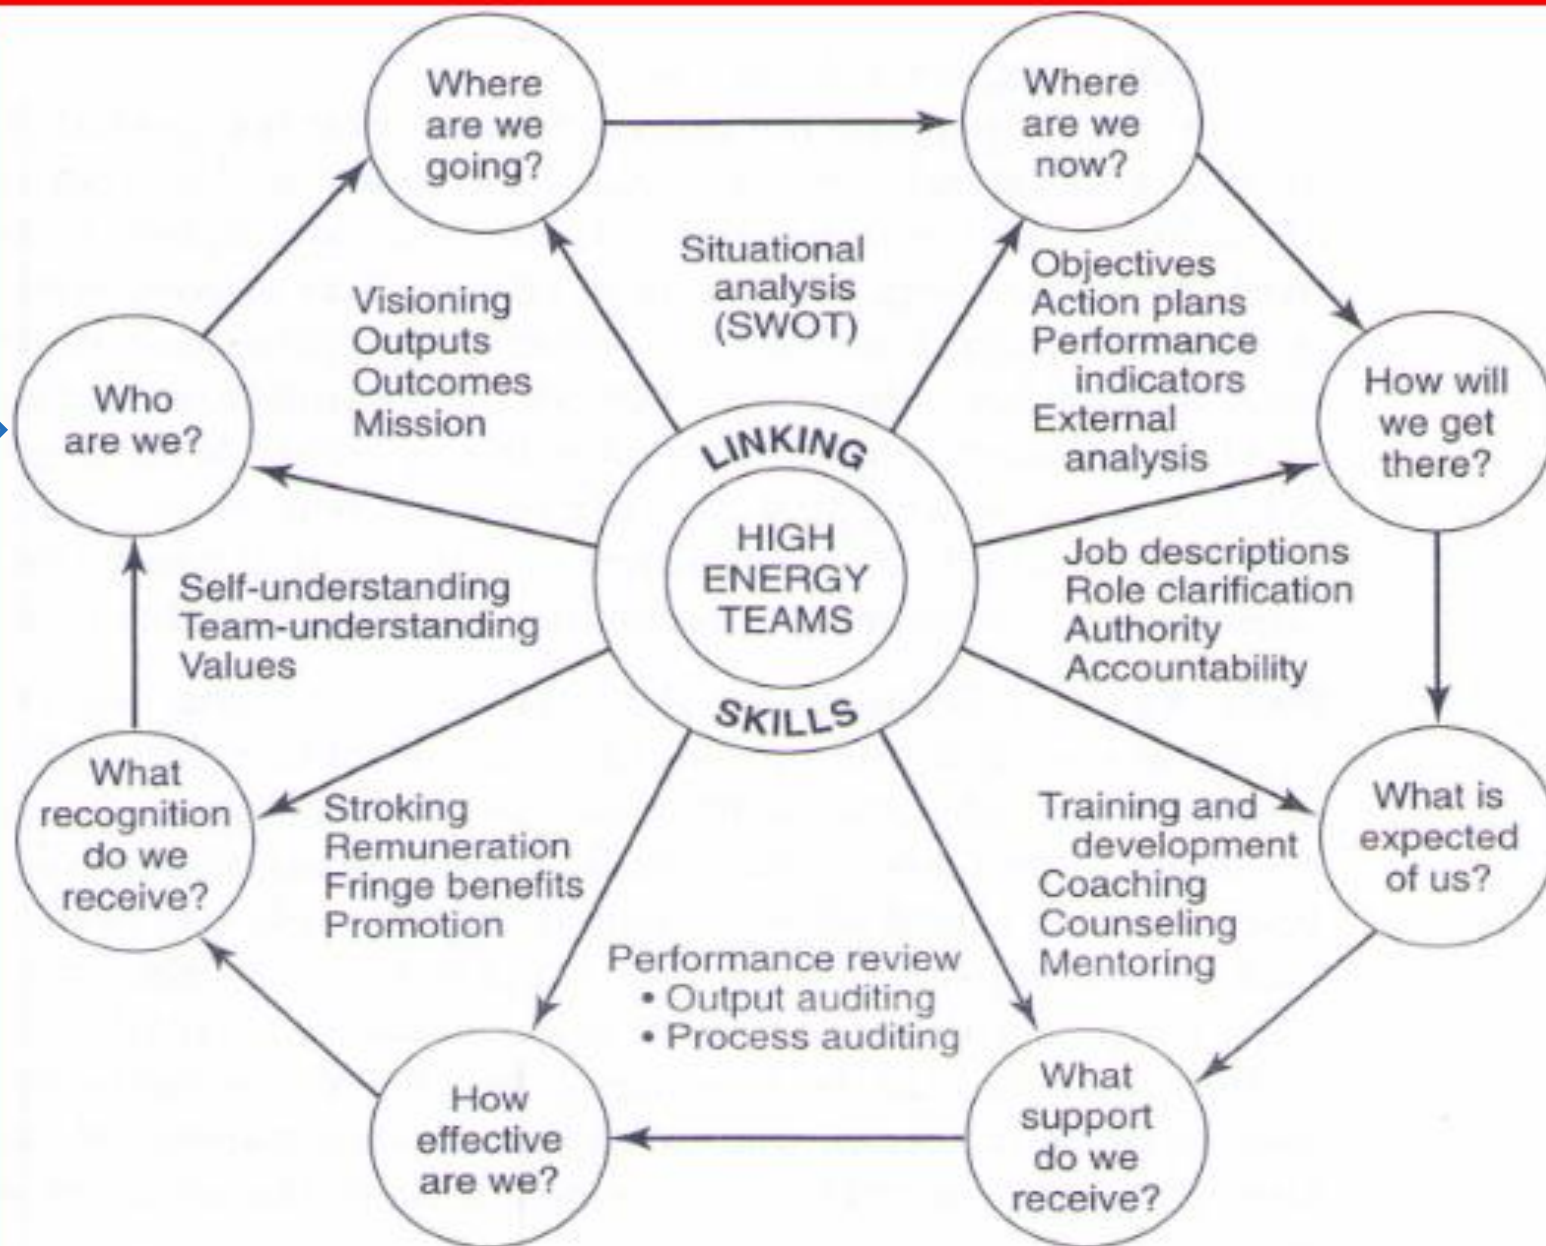 Where
are we
going?
Where
are we
now?
Situational
analysis
(SWOT)
Objectives
Action plans
Performance
indicators
External
analysis
Visioning
Outputs
Outcomes
Mission
Who
are we?
How will
we get
there?
LINKING
HIGH
ENERGY
TEAMS
SKILLS
Job descriptions
Role clarification
Authority
Accountability
Self-understanding
Team-understanding
Values
What
recognition
do we
receive?
What is
expected
of us?
Stroking
Remuneration
Fringe benefits
Promotion
Training and
development
Coaching
Counseling
Mentoring
Performance review
• Output auditing
• Process auditing
How
effective
are we?
What
support
do we
receive?